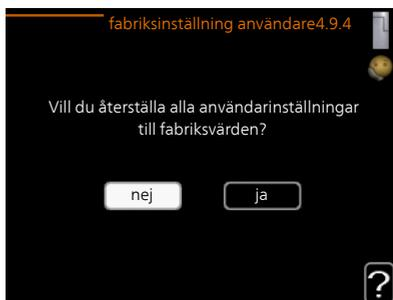 fabriksinställning användare4.9.4
Vill du återställa alla användarinställningar
till fabriksvärden?
nej ja
?